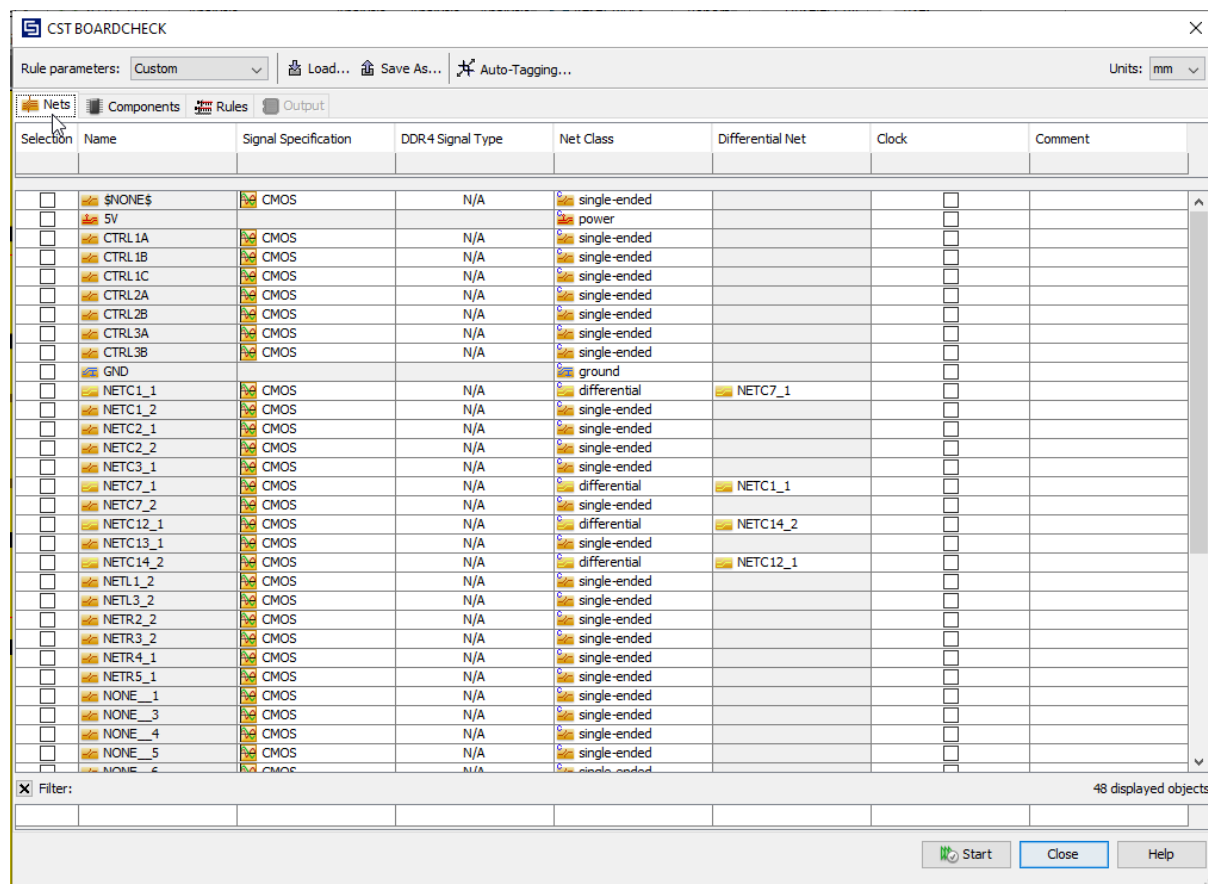 CST BOARDCHECK
Rule parameters: Custom Load... Save As... Auto-Tagging... Units: mm
Nets Components Rules Output
Selection Name Signal Specification DDR4 Signal Type Net Class Differential Net Clock Comment
$NONE$ CMOS N/A single-ended
5V power
CTRL1A CMOS N/A single-ended
CTRL1B CMOS N/A single-ended
CTRL1C CMOS N/A single-ended
CTRL2A CMOS N/A single-ended
CTRL2B CMOS N/A single-ended
CTRL3A CMOS N/A single-ended
CTRL3B CMOS N/A single-ended
GND ground
NETC1_1 CMOS N/A differential NETC7_1
NETC1_2 CMOS N/A single-ended
NETC2_1 CMOS N/A single-ended
NETC2_2 CMOS N/A single-ended
NETC3_1 CMOS N/A single-ended
NETC7_1 CMOS N/A differential NETC1_1
NETC7_2 CMOS N/A single-ended
NETC12_1 CMOS N/A differential NETC14_2
NETC13_1 CMOS N/A single-ended
NETC14_2 CMOS N/A differential NETC12_1
NETL1_2 CMOS N/A single-ended
NETL3_2 CMOS N/A single-ended
NETR2_2 CMOS N/A single-ended
NETR3_2 CMOS N/A single-ended
NETR4_1 CMOS N/A single-ended
NETR5_1 CMOS N/A single-ended
NONE__1 CMOS N/A single-ended
NONE__3 CMOS N/A single-ended
NONE__4 CMOS N/A single-ended
NONE__5 CMOS N/A single-ended
Filter: 48 displayed objects
Start Close Help